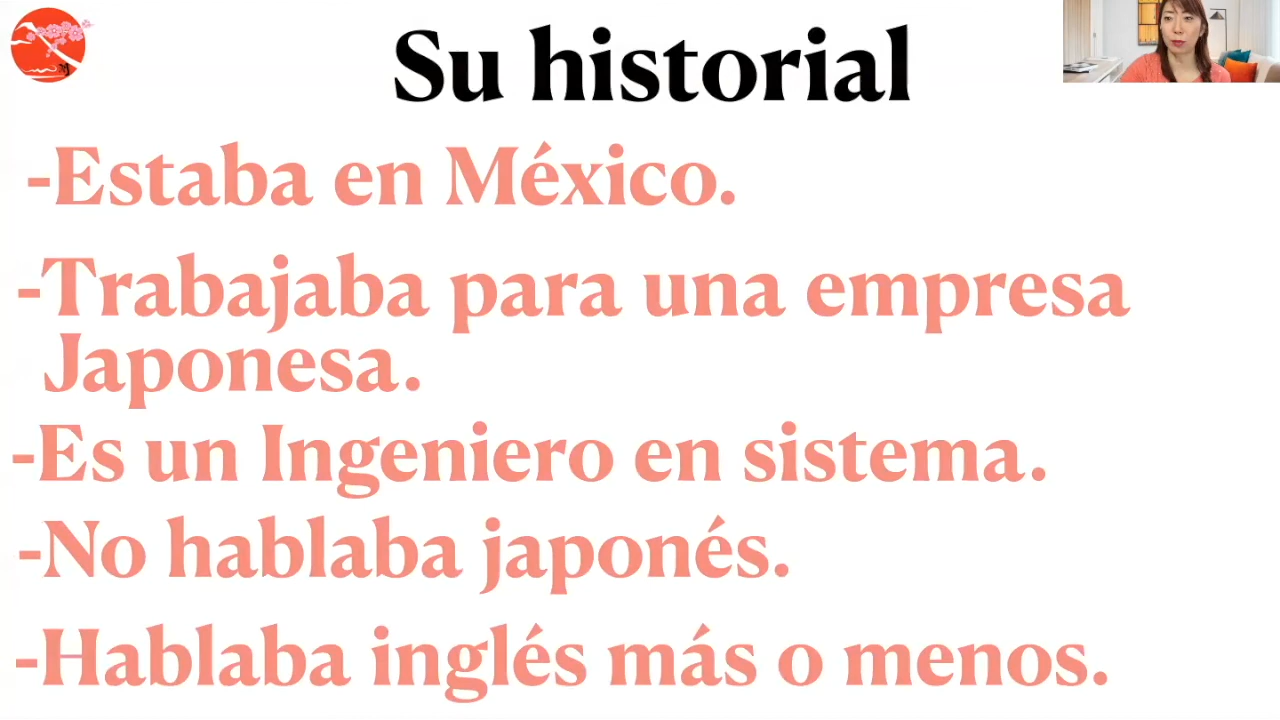 Su historial
-Estaba en México.
-Trabajaba para una empresa
Japonesa.
-Es un Ingeniero en sistema.
-No hablaba japonés.
-Hablaba inglés más o menos.